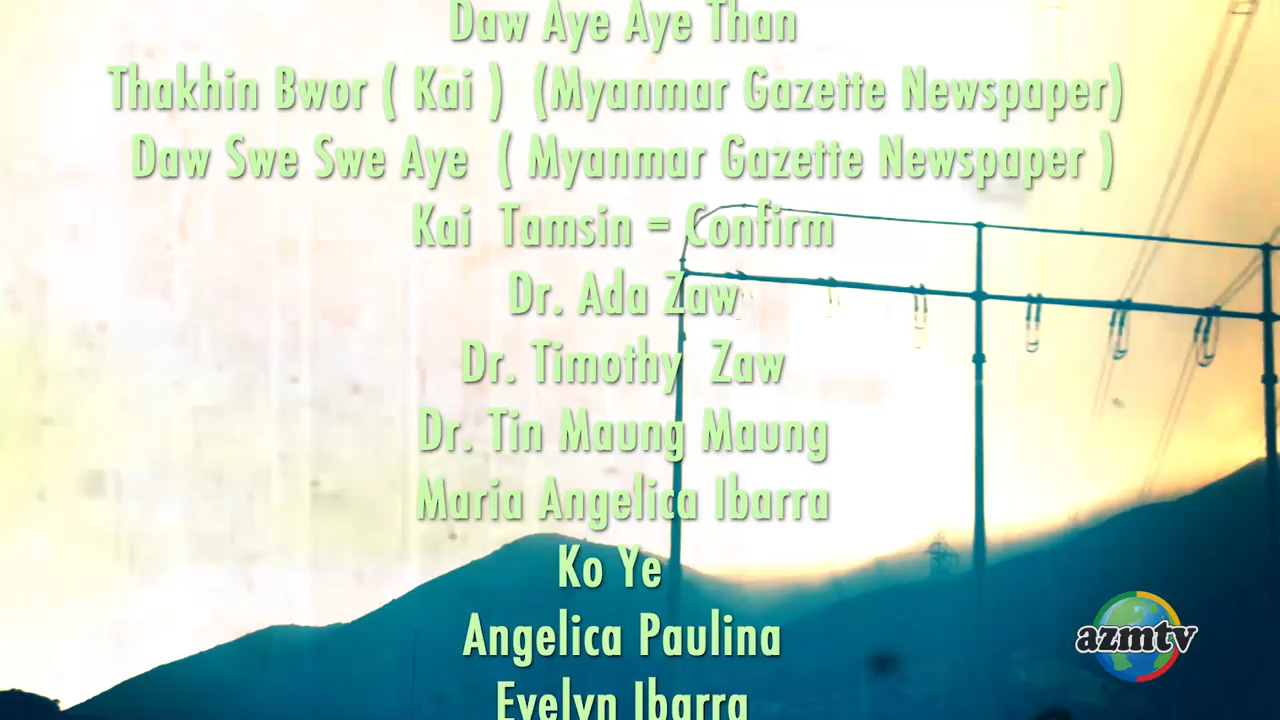 Daw Aye Aye Than
Thakhin Bwor ( Kai ) (Myanmar Gazette Newspaper)
Daw Swe Swe Aye ( Myanmar Gazette Newspaper )
Kai Tamsin = Confirm
Dr. Ada Zaw
Dr. Timothy Zaw
Dr. Tin Maung Maung
Maria Angelica Ibarra
Ko Ye
Angelica Paulina
Evelyn Ibarra
azmtv